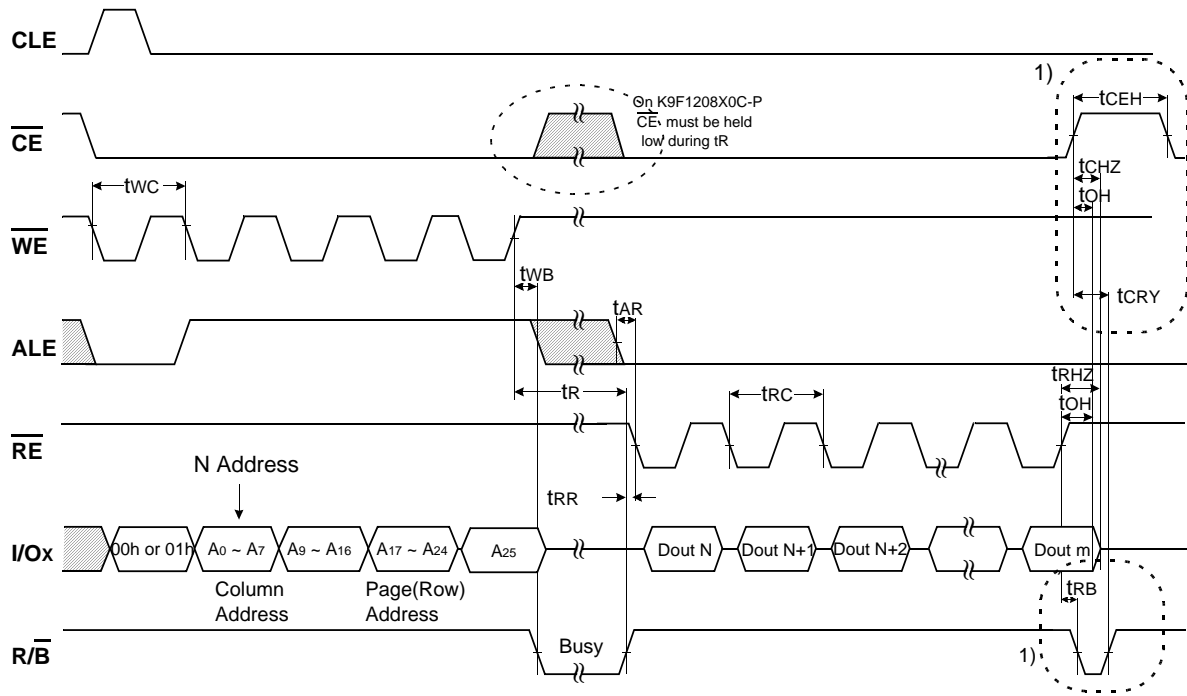 CLE
1)
tCEH
On K9F1208X0C-P
CE must be held
low during tR
CE
tCHZ
tOH
tWC
WE
tWB
tCRY
tAR
ALE
tR
tRC
tRHZ
tOH
RE
N Address
tRR
I/Ox
00h or 01h
A0 ~ A7
A9 ~ A16
A17 ~ A24
A25
Dout N
Dout N+1
Dout N+2
Dout m
Column
Address
Page(Row)
Address
tRB
R/B
Busy
1)